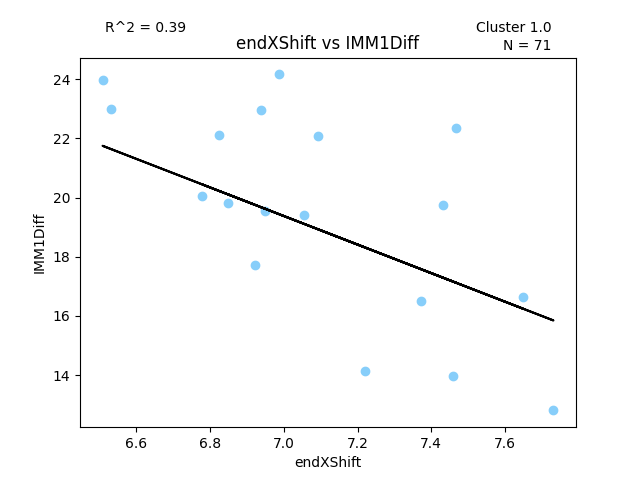 R^2 = 0.39
Cluster 1.0
endXShift vs IMM1Diff
N = 71
24
22
20
18
16
14
IMM1Diff
6.6 6.8 7.0 7.2 7.4 7.6
endXShift